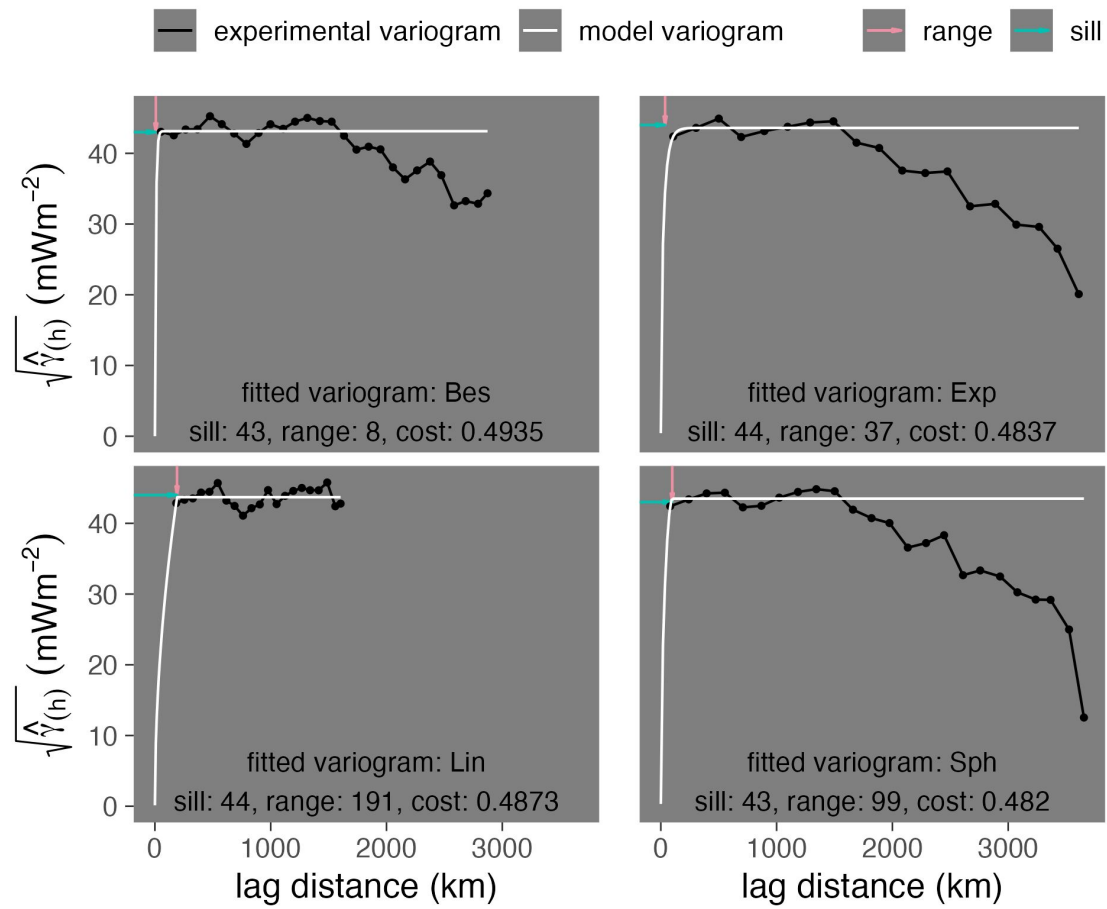 experimental variogram model variogram range sill
√γ̂(h) (mWm⁻²)
40
30
20
10
0
fitted variogram: Bes
sill: 43, range: 8, cost: 0.4935
fitted variogram: Exp
sill: 44, range: 37, cost: 0.4837
√γ̂(h) (mWm⁻²)
40
30
20
10
0
fitted variogram: Lin
sill: 44, range: 191, cost: 0.4873
fitted variogram: Sph
sill: 43, range: 99, cost: 0.482
0 1000 2000 3000
0 1000 2000 3000
lag distance (km)
lag distance (km)